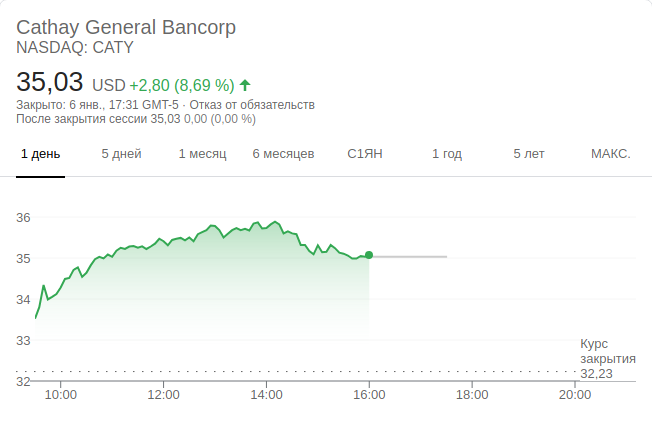 Cathay General Bancorp
NASDAQ: CATY
35,03 USD +2,80 (8,69 %)
Закрыто: 6 янв., 17:31 GMT-5 · Отказ от обязательств
После закрытия сессии 35,03 0,00 (0,00 %)
1 день 5 дней 1 месяц 6 месяцев С1ЯН 1 год 5 лет МАКС.
36
35
34
33
Курс
закрытия
32,23
32
10:00 12:00 14:00 16:00 18:00 20:00